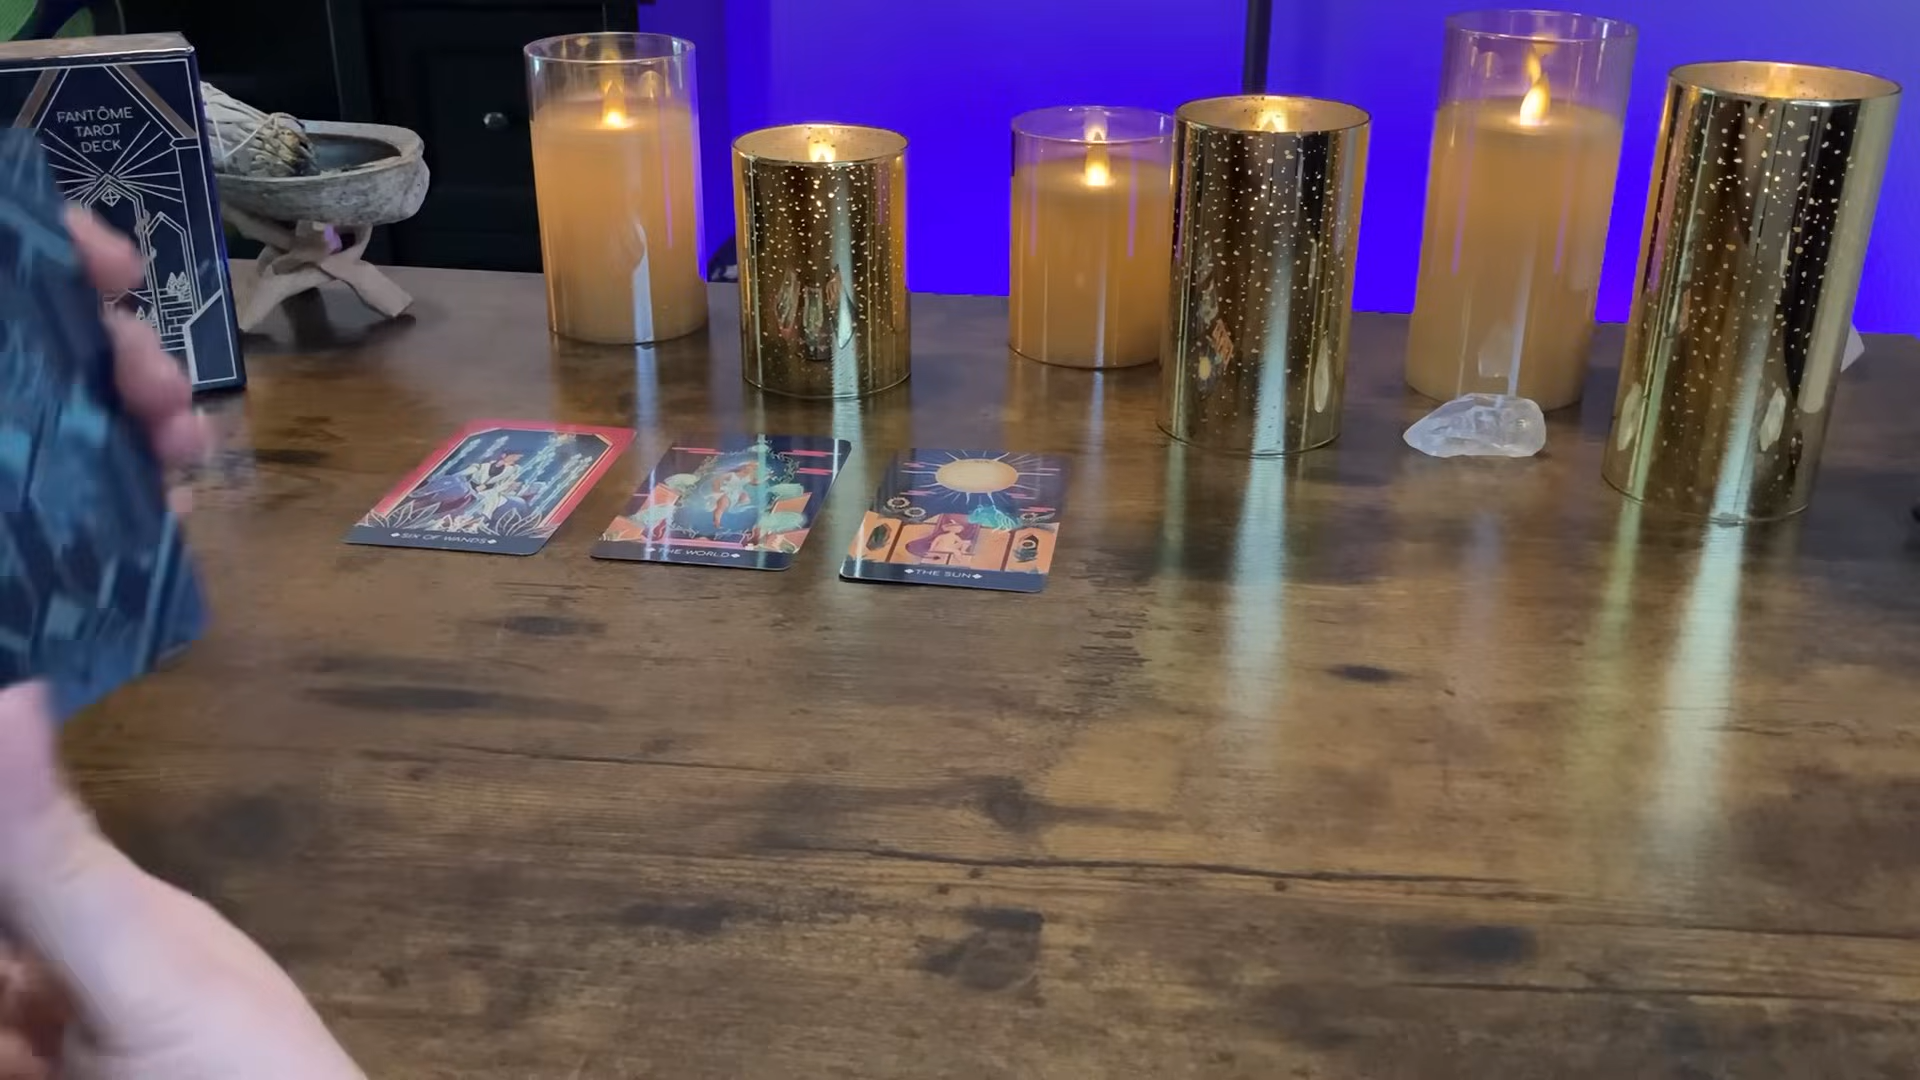 FANTÔME
TAROT
DECK
SIX OF WANDS
THE WORLD
THE SUN